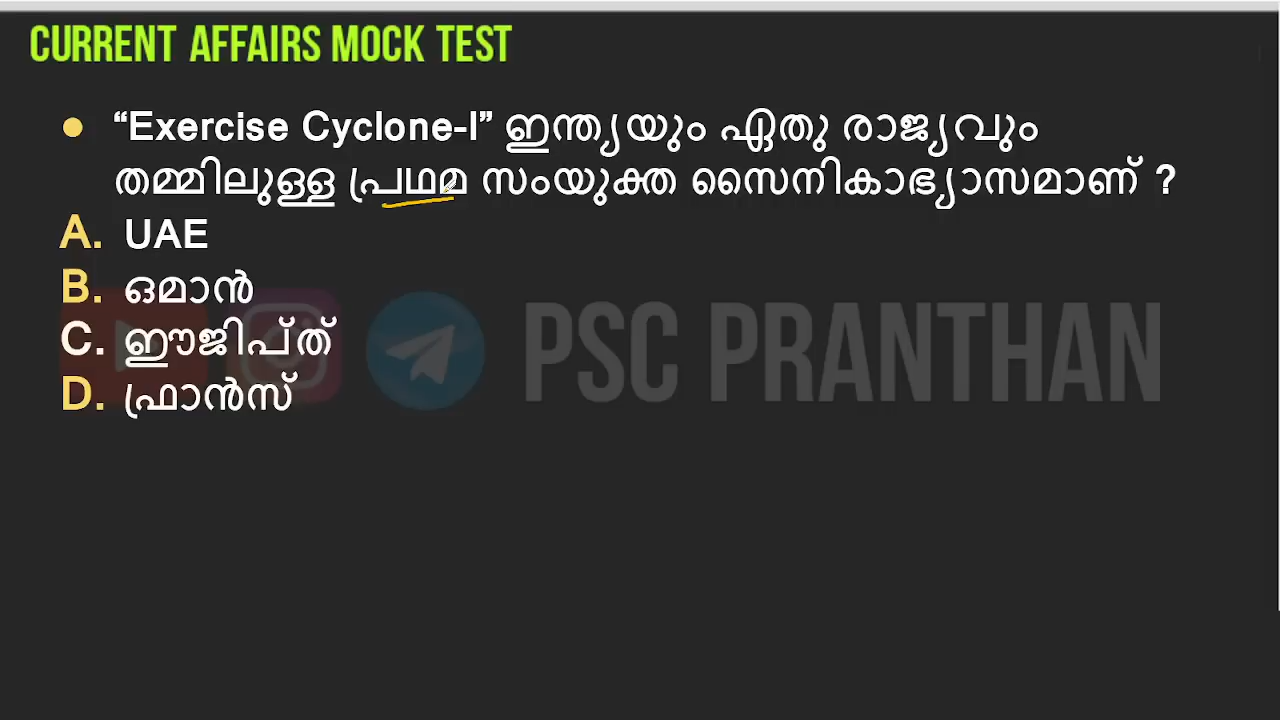 CURRENT AFFAIRS MOCK TEST
“Exercise Cyclone-I” ഇന്ത്യയും ഏതു രാജ്യവും
തമ്മിലുള്ള പ്രഥമ സംയുക്ത സൈനികാഭ്യാസമാണ് ?
A. UAE
B. ഒമാൻ
C. ഈജിപ്ത്
D. ഫ്രാൻസ്
PSC PRANTHAN